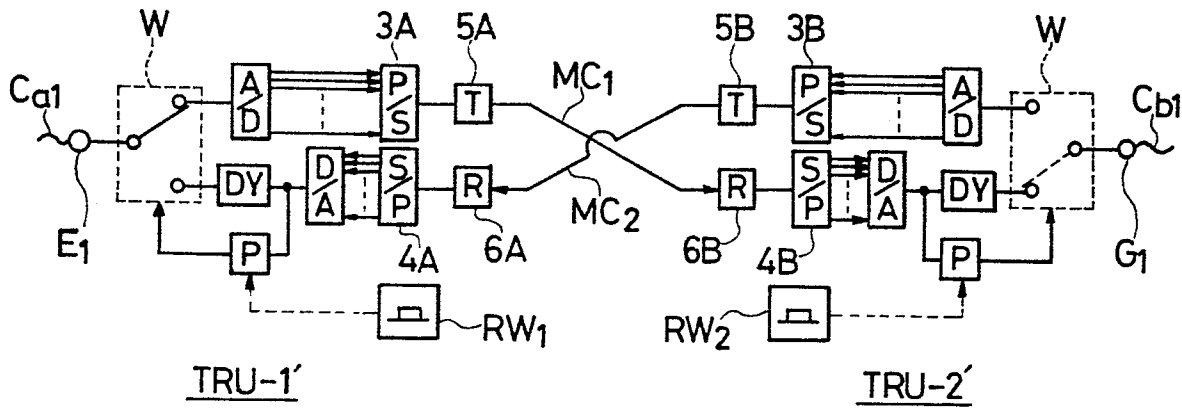 W
3A
5A
5B
3B
W
Ca1
A/D
P/S
T
MC1
T
P/S
A/D
Cb1
E1
DY
D/A
S/P
R
MC2
R
S/P
D/A
DY
G1
P
4A
6A
6B
4B
P
RW1
RW2
TRU-1′
TRU-2′